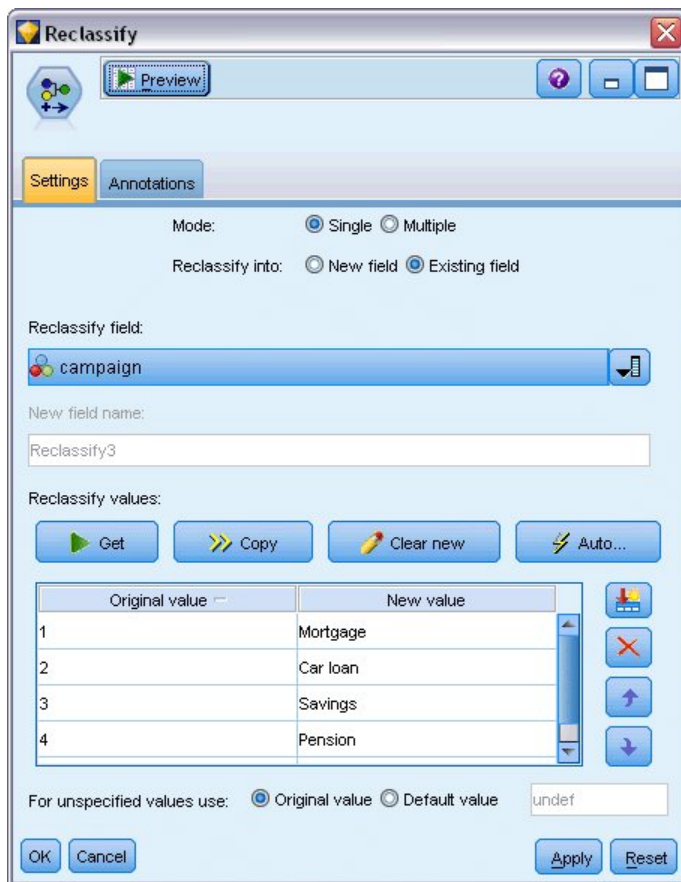 Reclassify
Preview
Settings Annotations
Mode: Single Multiple
Reclassify into: New field Existing field
Reclassify field:
campaign
New field name:
Reclassify3
Reclassify values:
Get Copy Clear new Auto...
Original value New value
1 Mortgage
2 Car loan
3 Savings
4 Pension
For unspecified values use: Original value Default value undef
OK Cancel Apply Reset